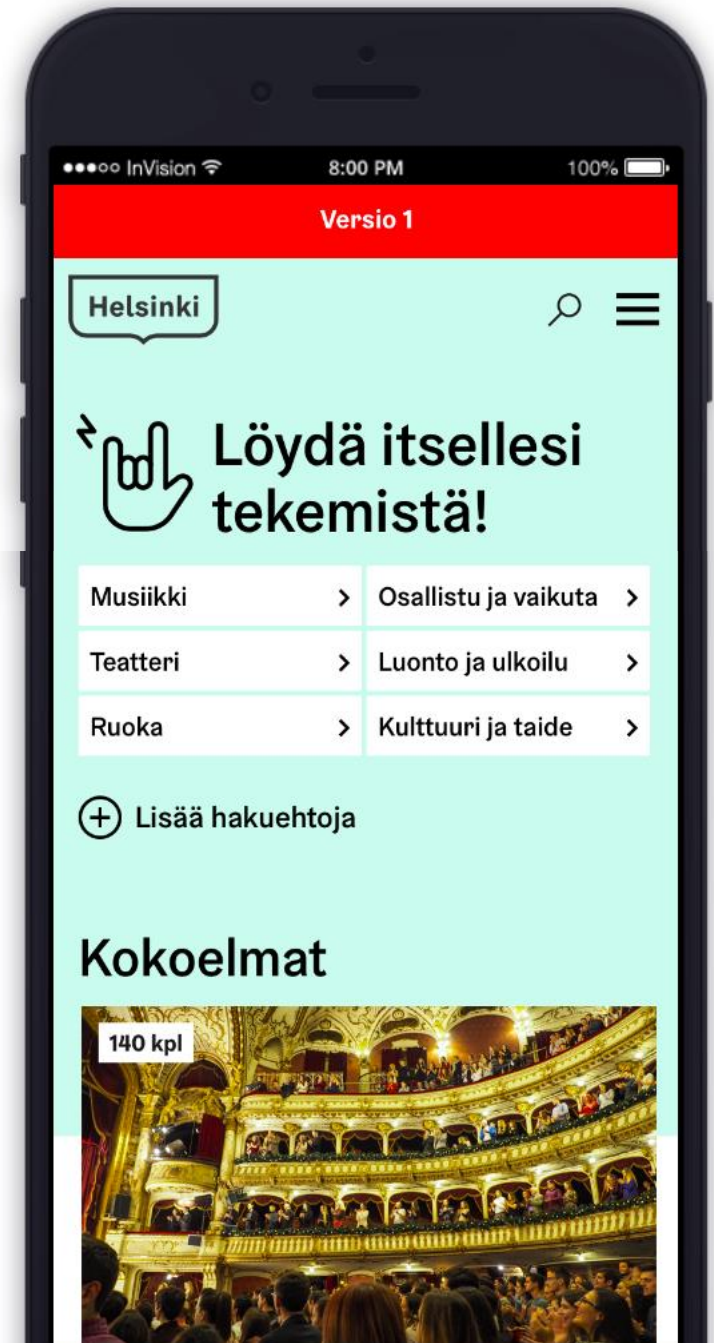 InVision 8:00 PM 100%
Versio 1
Helsinki
Löydä itsellesi
tekemistä!
Musiikki Osallistu ja vaikuta
Teatteri Luonto ja ulkoilu
Ruoka Kulttuuri ja taide
Lisää hakuehtoja
Kokoelmat
140 kpl